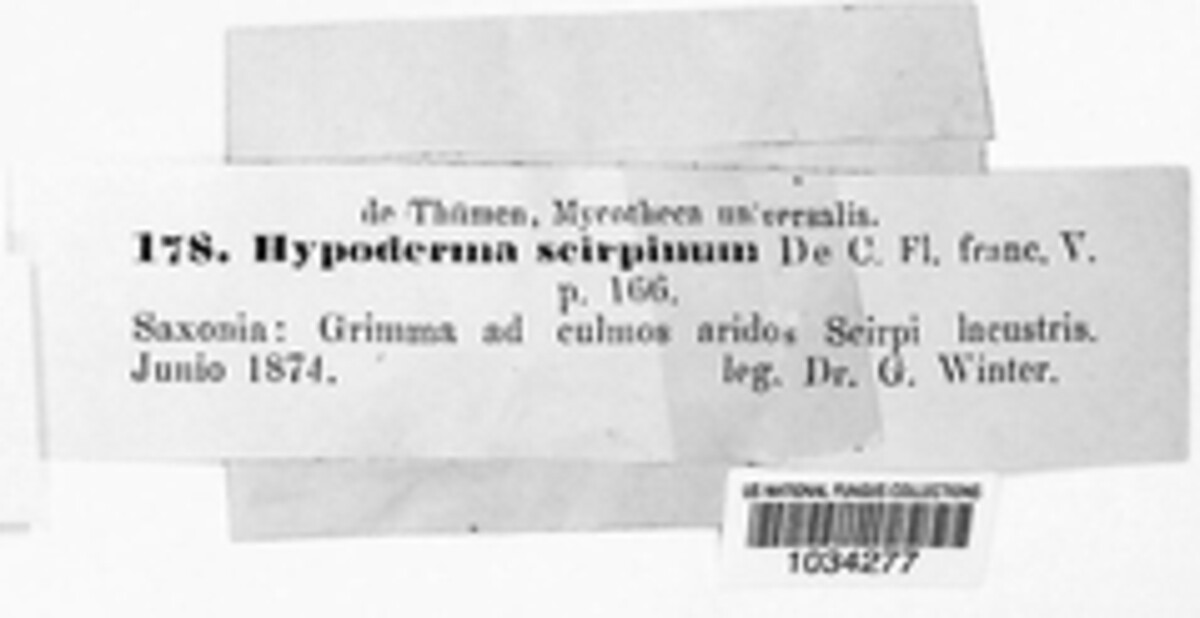 de Thümen, Mycotheca universalis.
178. Hypoderma scirpinum De C. Fl. franc. V.
p. 166.
Saxonia: Grimma ad culmos aridos Scirpi lacustris.
Junio 1874. leg. Dr. G. Winter.
US NATIONAL FUNGUS COLLECTIONS
1034277